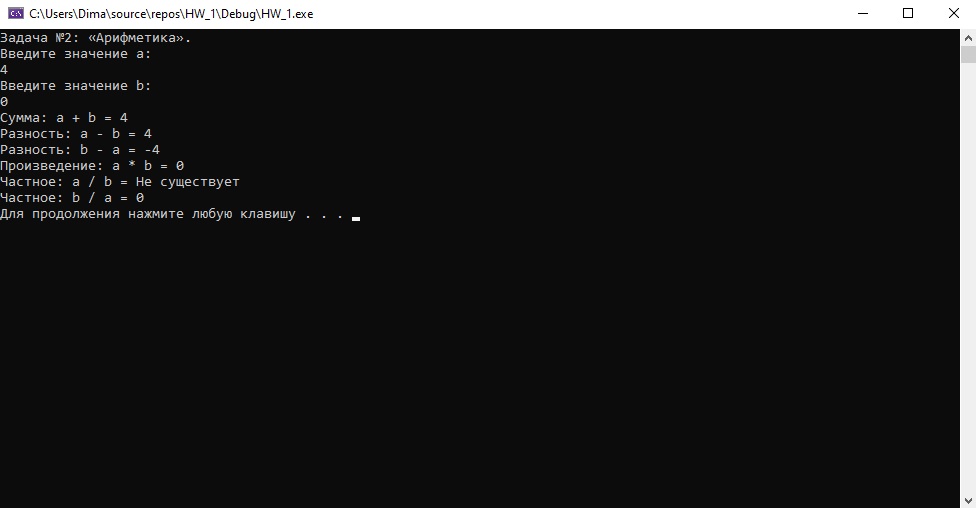 C:\Users\Dima\source\repos\HW_1\Debug\HW_1.exe
Задача №2: «Арифметика».
Введите значение a:
4
Введите значение b:
0
Сумма: a + b = 4
Разность: a - b = 4
Разность: b - a = -4
Произведение: a * b = 0
Частное: a / b = Не существует
Частное: b / a = 0
Для продолжения нажмите любую клавишу . . .